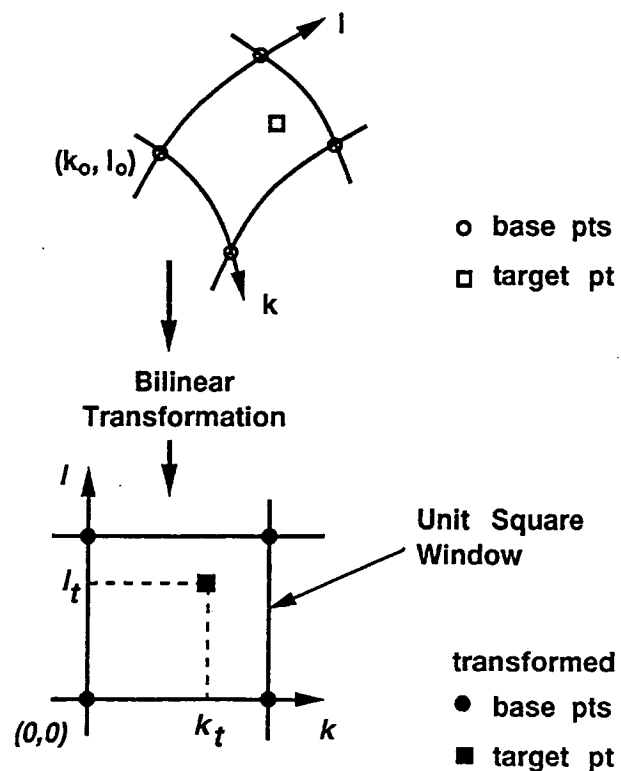 l
(k₀, l₀)
base pts
target pt
k
Bilinear
Transformation
l
Unit Square
Window
lₜ
transformed
base pts
(0,0)
kₜ
k
target pt